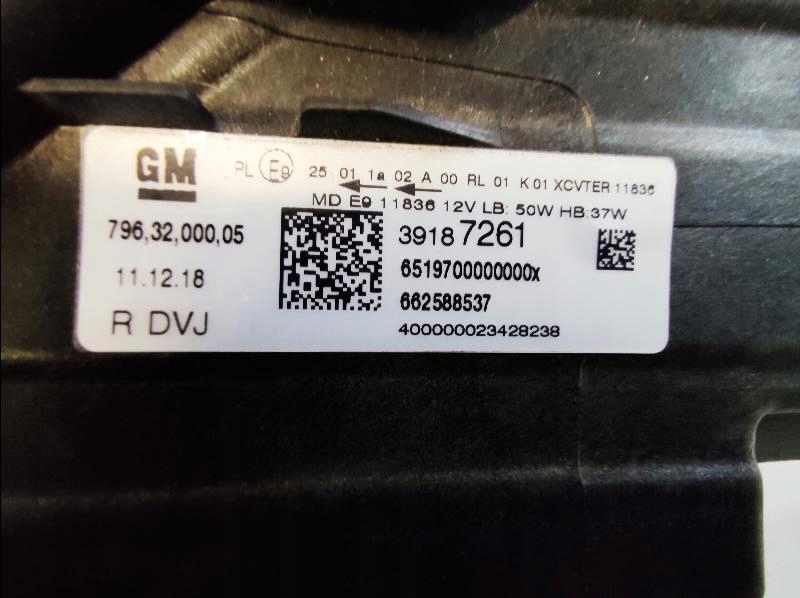 GM
PL E9 25 01 1a 02 A 00 RL 01 K 01 XCVTER 11836
MD E9 11836 12V LB: 50W HB:37W
796,32,000,05
39187261
11.12.18
6519700000000x
662588537
R DVJ
400000023428238